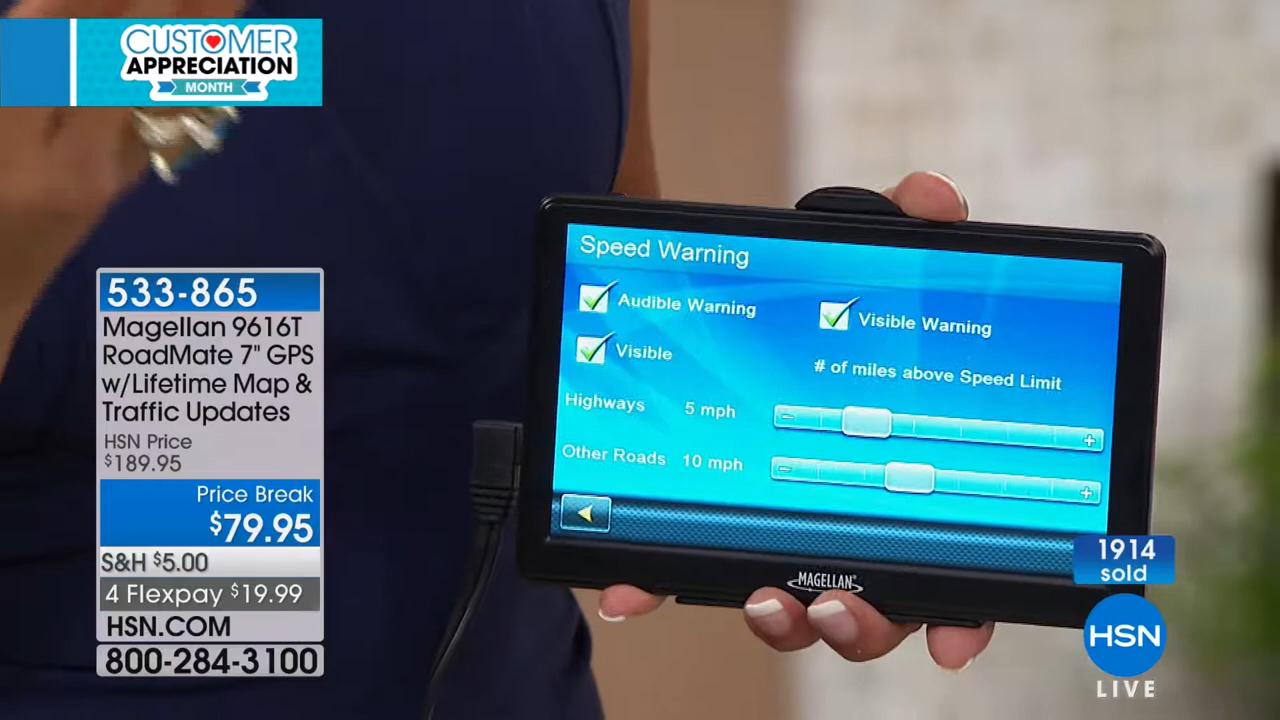 CUSTOMER
APPRECIATION
MONTH
533-865
Magellan 9616T
RoadMate 7" GPS
w/Lifetime Map &
Traffic Updates
HSN Price
$189.95
Price Break
$79.95
S&H $5.00
4 Flexpay $19.99
HSN.COM
800-284-3100
Speed Warning
Audible Warning
Visible Warning
Visible
# of miles above Speed Limit
Highways 5 mph
- +
Other Roads 10 mph
- +
MAGELLAN
1914
sold
HSN
LIVE